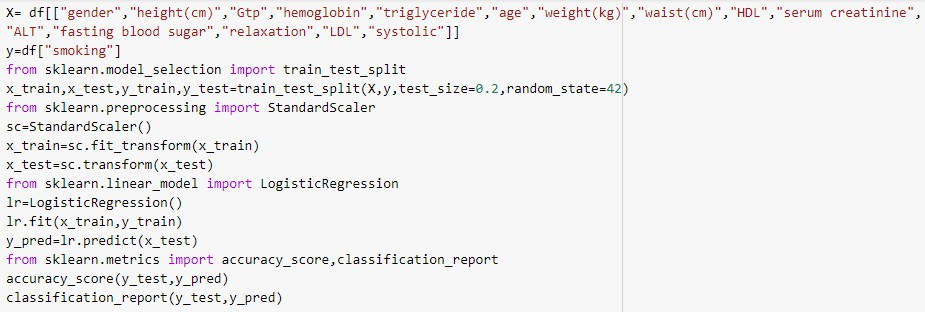 X= df[["gender","height(cm)","Gtp","hemoglobin","triglyceride","age","weight(kg)","waist(cm)","HDL","serum creatinine",
"ALT","fasting blood sugar","relaxation","LDL","systolic"]]
y=df["smoking"]
from sklearn.model_selection import train_test_split
x_train,x_test,y_train,y_test=train_test_split(X,y,test_size=0.2,random_state=42)
from sklearn.preprocessing import StandardScaler
sc=StandardScaler()
x_train=sc.fit_transform(x_train)
x_test=sc.transform(x_test)
from sklearn.linear_model import LogisticRegression
lr=LogisticRegression()
lr.fit(x_train,y_train)
y_pred=lr.predict(x_test)
from sklearn.metrics import accuracy_score,classification_report
accuracy_score(y_test,y_pred)
classification_report(y_test,y_pred)